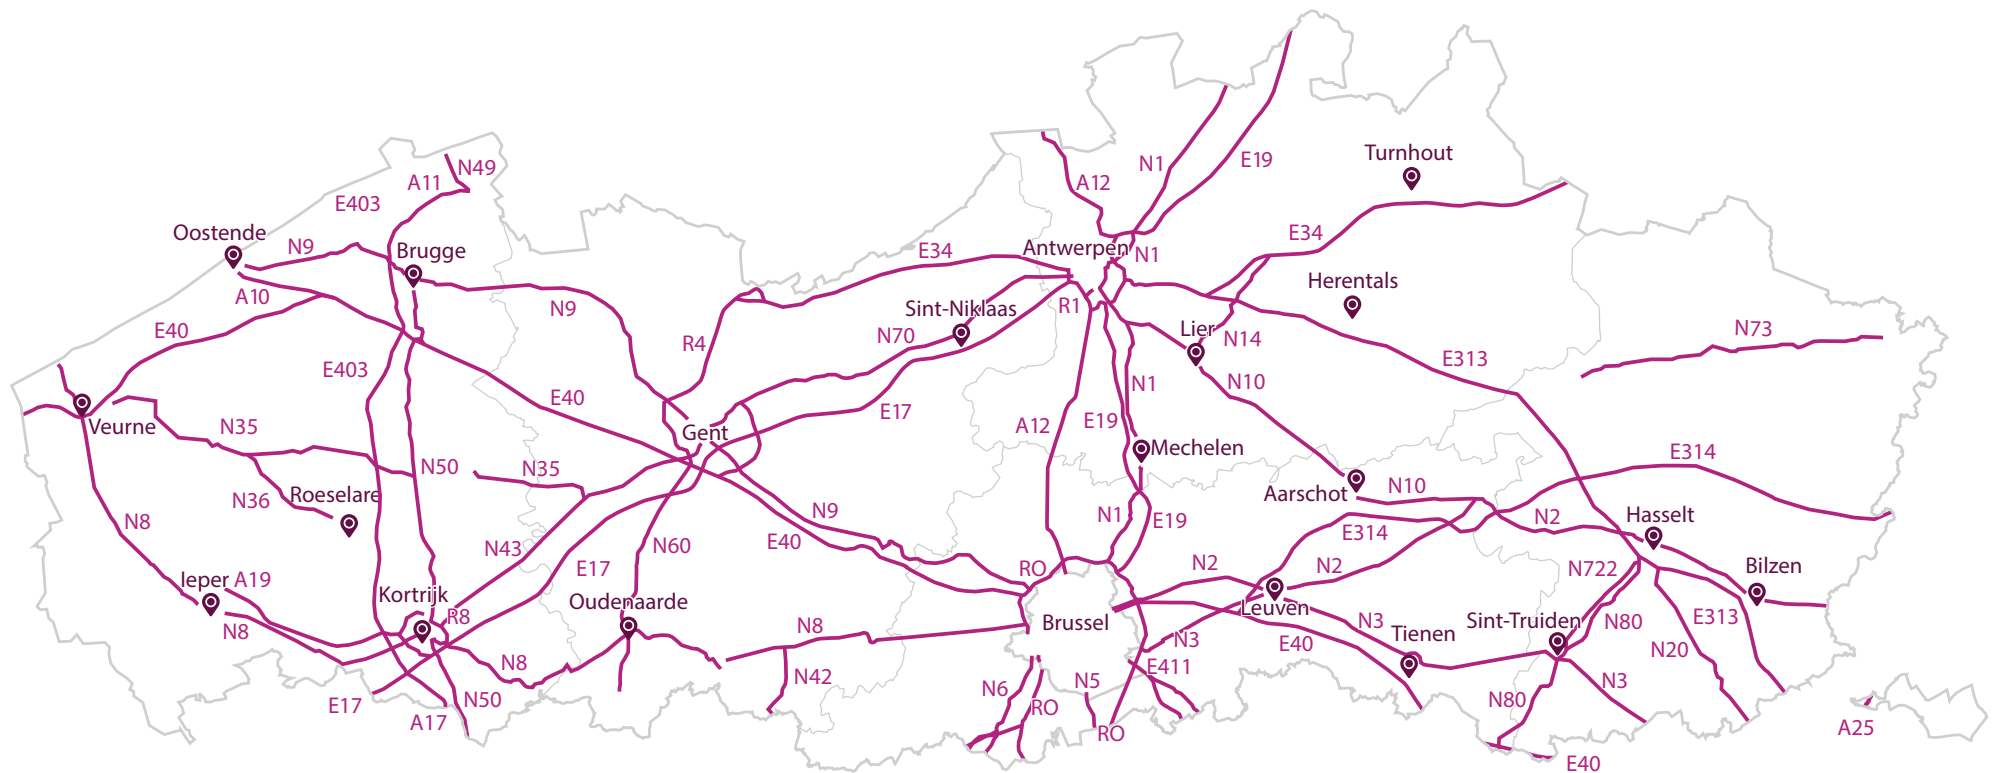 N49
A11
E403
Oostende
N9
Brugge
A10
E40
N9
E403
R4
E40
Veurne
N35
N50
N35
N36
Roeselare
N8
N43
Ieper
A19
Kortrijk
R8
N8
E17
N8
E17
A17
N50
Gent
N60
Oudenaarde
N8
N42
N9
E40
E34
Sint-Niklaas
N70
E17
Antwerpen
A12
N1
E19
N1
R1
Turnhout
E34
Herentals
Lier
N14
N10
E313
N73
N1
E19
A12
Mechelen
Aarschot
N10
E314
N1
E19
E314
N2
Hasselt
RO
N2
N2
N722
Bilzen
Leuven
Brussel
N3
Tienen
Sint-Truiden
N80
E313
N3
E40
E411
N20
N6
N5
RO
RO
N80
N3
A25
E40